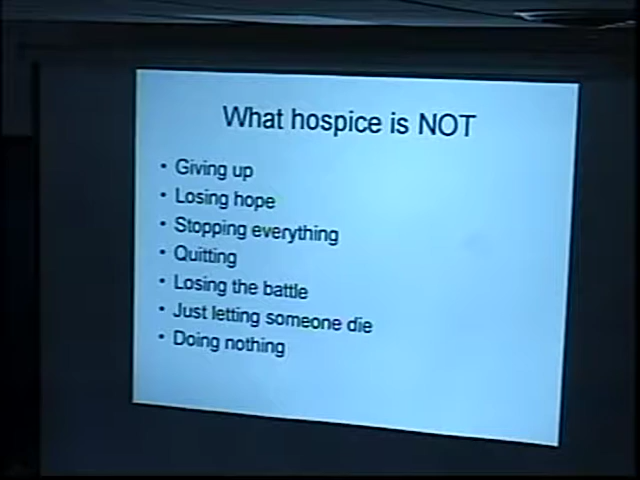 What hospice is NOT
• Giving up
• Losing hope
• Stopping everything
• Quitting
• Losing the battle
• Just letting someone die
• Doing nothing